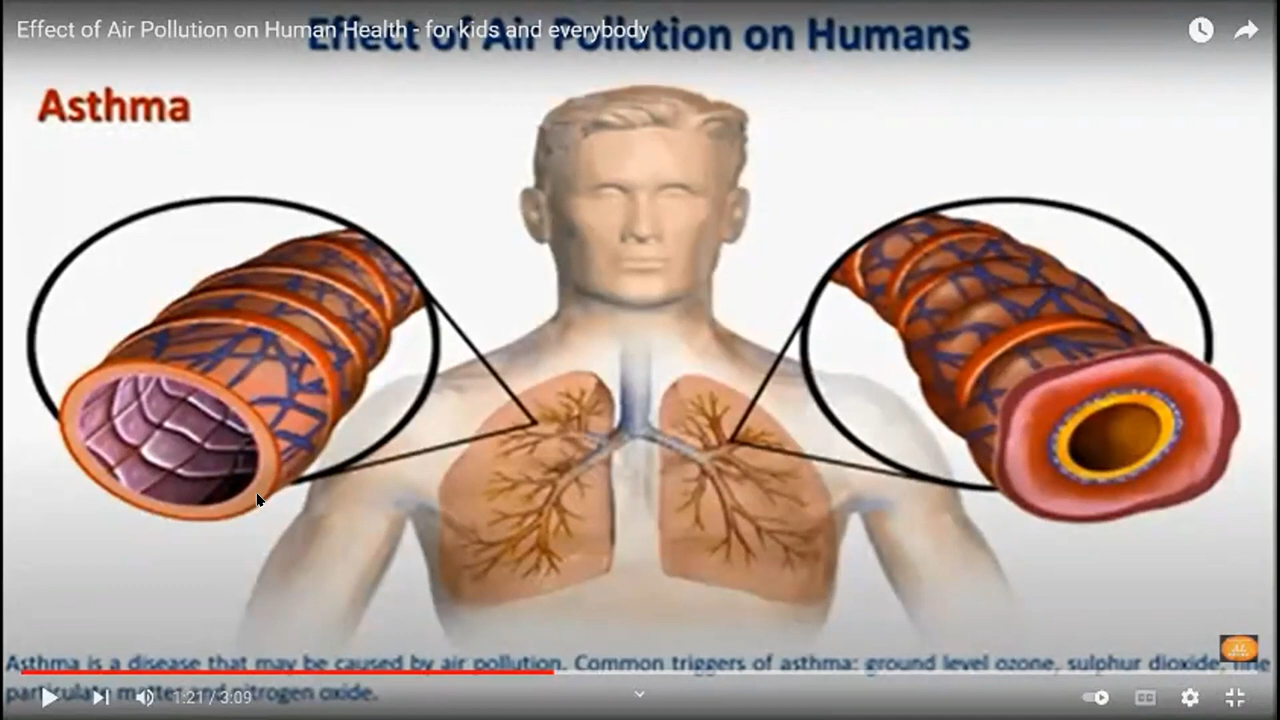 Effect of Air Pollution on Human Health - for kids and everybody
Effect of Air Pollution on Humans
Asthma
Asthma is a disease that may be caused by air pollution. Common triggers of asthma: ground level ozone, sulphur dioxide, fine
particulate matter and nitrogen oxide.
1:21 / 3:09
CC